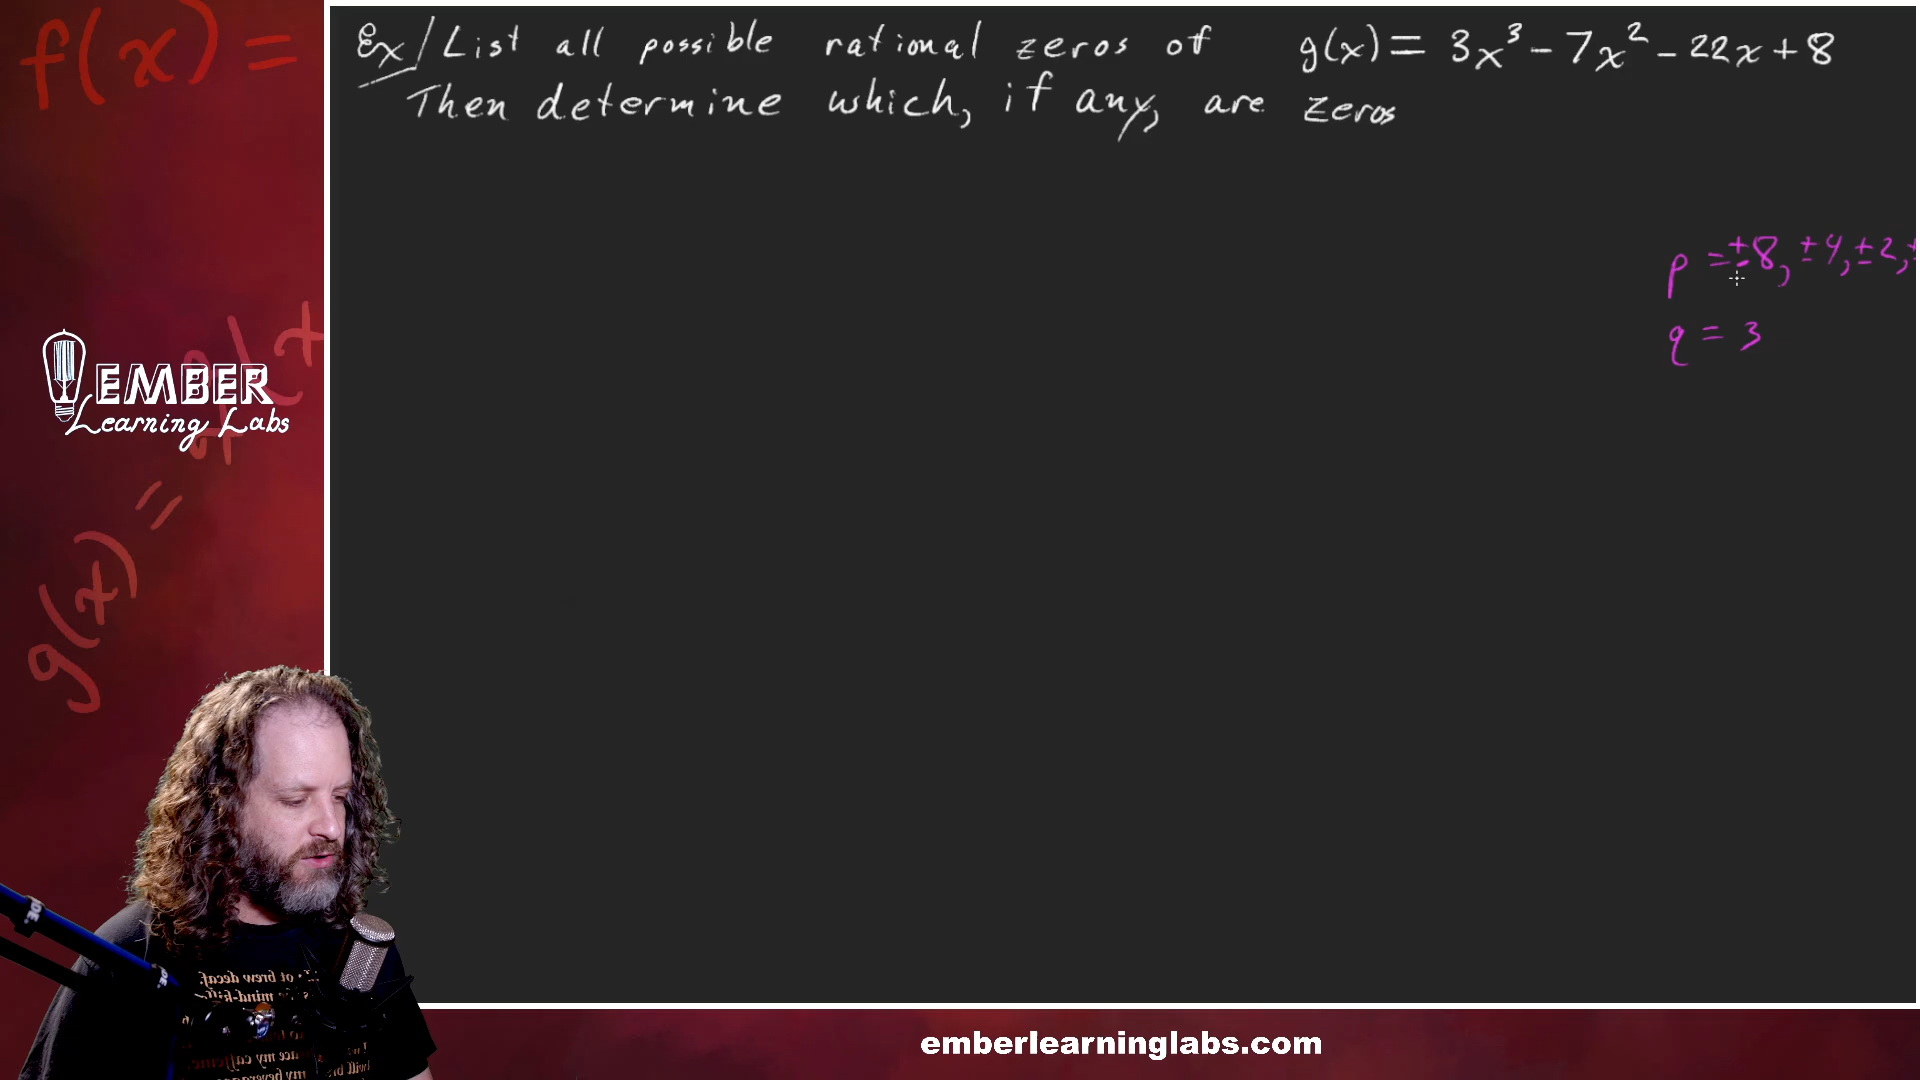 f(x) =
Ex/ List all possible rational zeros of g(x) = 3x³ - 7x² - 22x + 8
Then determine which, if any, are zeros
p = ±8, ±4, ±2, ±
q = 3
EMBER
Learning Labs
g(x) =
emberlearninglabs.com